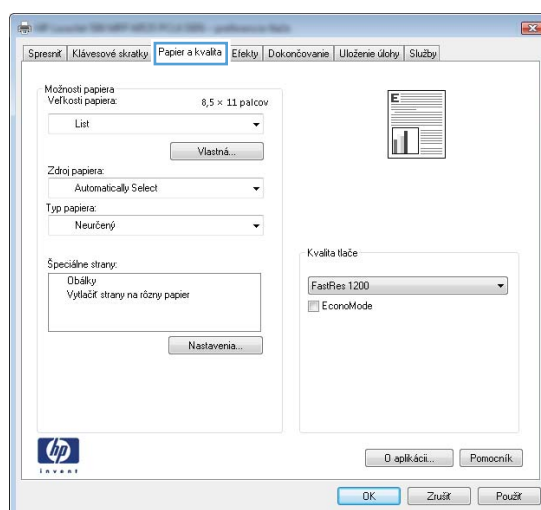 Spresniť Klávesové skratky Papier a kvalita Efekty Dokončovanie Uloženie úlohy Služby
Možnosti papiera
Veľkosti papiera: 8,5 × 11 palcov
List
Vlastná...
Zdroj papiera:
Automatically Select
Typ papiera:
Neurčený
Špeciálne strany:
Obálky
Vytlačiť strany na rôzny papier
Nastavenia...
E
Kvalita tlače
FastRes 1200
EconoMode
hp
invent
O aplikácii... Pomocník
OK Zrušiť Použiť